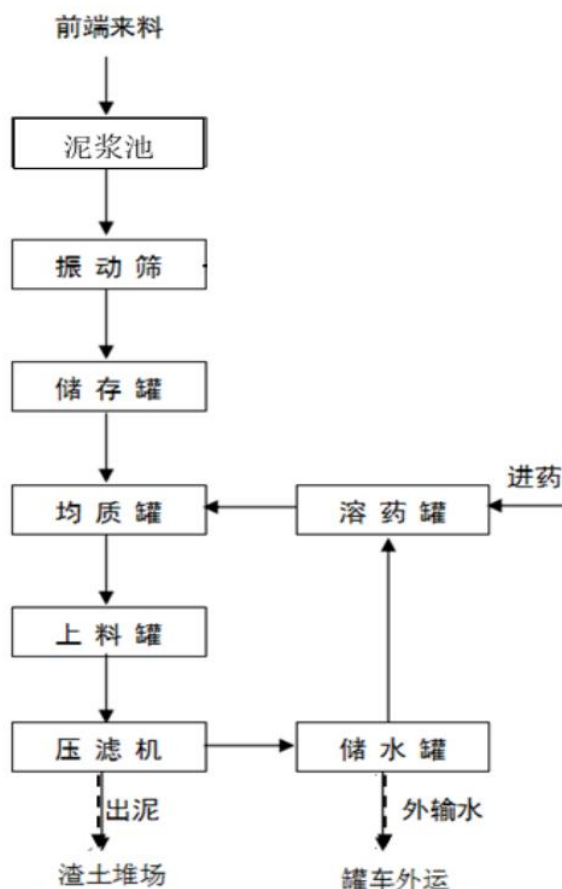 前端来料
泥浆池
振动筛
储存罐
均质罐
溶药罐
进药
上料罐
压滤机
储水罐
出泥
外输水
渣土堆场
罐车外运